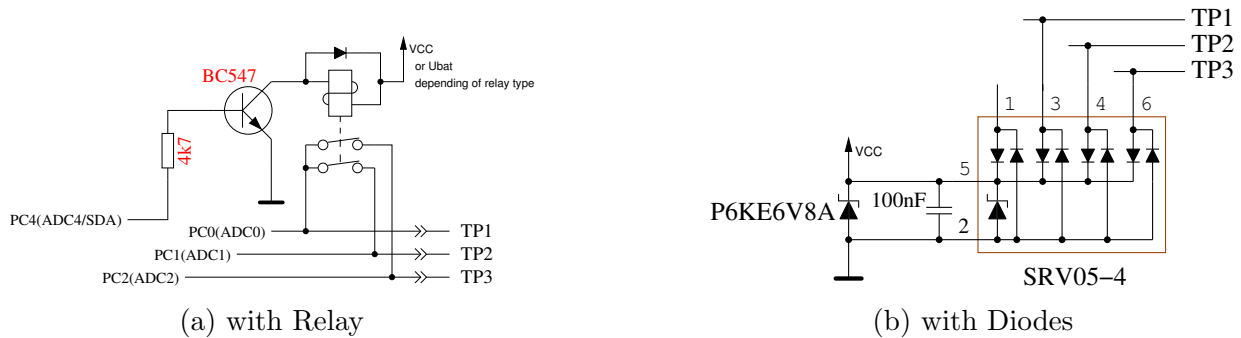 BC547
VCC
or Ubat
depending of relay type
4k7
PC4(ADC4/SDA)
PC0(ADC0)
TP1
PC1(ADC1)
TP2
PC2(ADC2)
TP3
(a) with Relay
TP1
TP2
TP3
1
3
4
6
VCC
5
P6KE6V8A
100nF
2
SRV05-4
(b) with Diodes